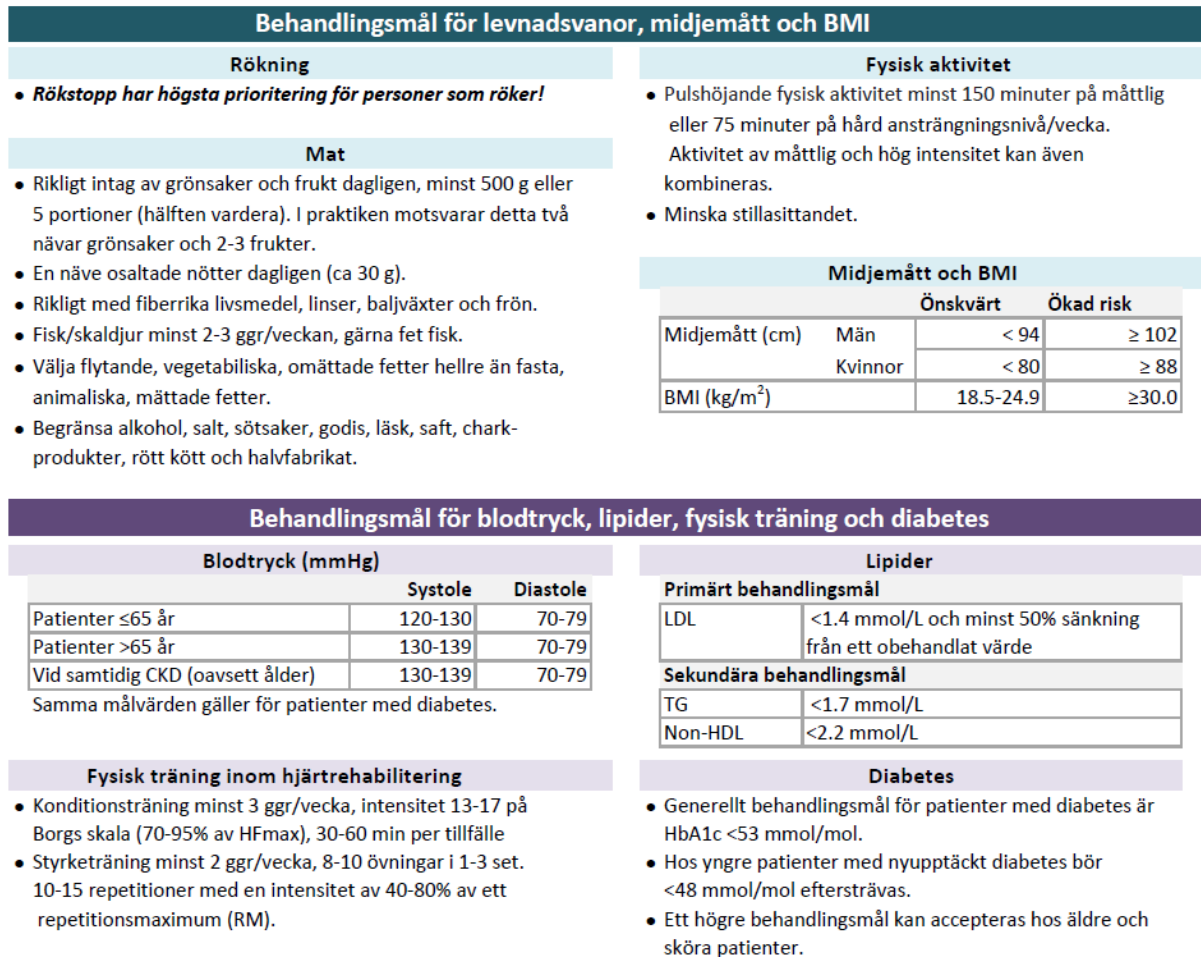 Behandlingsmål för levnadsvanor, midjemått och BMI
Rökning
• Rökstopp har högsta prioritering för personer som röker!
Mat
• Rikligt intag av grönsaker och frukt dagligen, minst 500 g eller
5 portioner (hälften vardera). I praktiken motsvarar detta två
nävar grönsaker och 2-3 frukter.
• En näve osaltade nötter dagligen (ca 30 g).
• Rikligt med fiberrika livsmedel, linser, baljväxter och frön.
• Fisk/skaldjur minst 2-3 ggr/veckan, gärna fet fisk.
• Välja flytande, vegetabiliska, omättade fetter hellre än fasta,
animaliska, mättade fetter.
• Begränsa alkohol, salt, sötsaker, godis, läsk, saft, chark-
produkter, rött kött och halvfabrikat.
Fysisk aktivitet
• Pulshöjande fysisk aktivitet minst 150 minuter på måttlig
eller 75 minuter på hård ansträngningsnivå/vecka.
Aktivitet av måttlig och hög intensitet kan även
kombineras.
• Minska stillasittandet.
Midjemått och BMI
Önskvärt Ökad risk
Midjemått (cm) Män < 94 ≥ 102
Kvinnor < 80 ≥ 88
BMI (kg/m²) 18.5-24.9 ≥30.0
Behandlingsmål för blodtryck, lipider, fysisk träning och diabetes
Blodtryck (mmHg)
Systole Diastole
Patienter ≤65 år 120-130 70-79
Patienter >65 år 130-139 70-79
Vid samtidig CKD (oavsett ålder) 130-139 70-79
Samma målvärden gäller för patienter med diabetes.
Lipider
Primärt behandlingsmål
LDL <1.4 mmol/L och minst 50% sänkning
från ett obehandlat värde
Sekundära behandlingsmål
TG <1.7 mmol/L
Non-HDL <2.2 mmol/L
Fysisk träning inom hjärtrehabilitering
• Konditionsträning minst 3 ggr/vecka, intensitet 13-17 på
Borgs skala (70-95% av HFmax), 30-60 min per tillfälle
• Styrketräning minst 2 ggr/vecka, 8-10 övningar i 1-3 set.
10-15 repetitioner med en intensitet av 40-80% av ett
repetitionsmaximum (RM).
Diabetes
• Generellt behandlingsmål för patienter med diabetes är
HbA1c <53 mmol/mol.
• Hos yngre patienter med nyupptäckt diabetes bör
<48 mmol/mol eftersträvas.
• Ett högre behandlingsmål kan accepteras hos äldre och
sköra patienter.